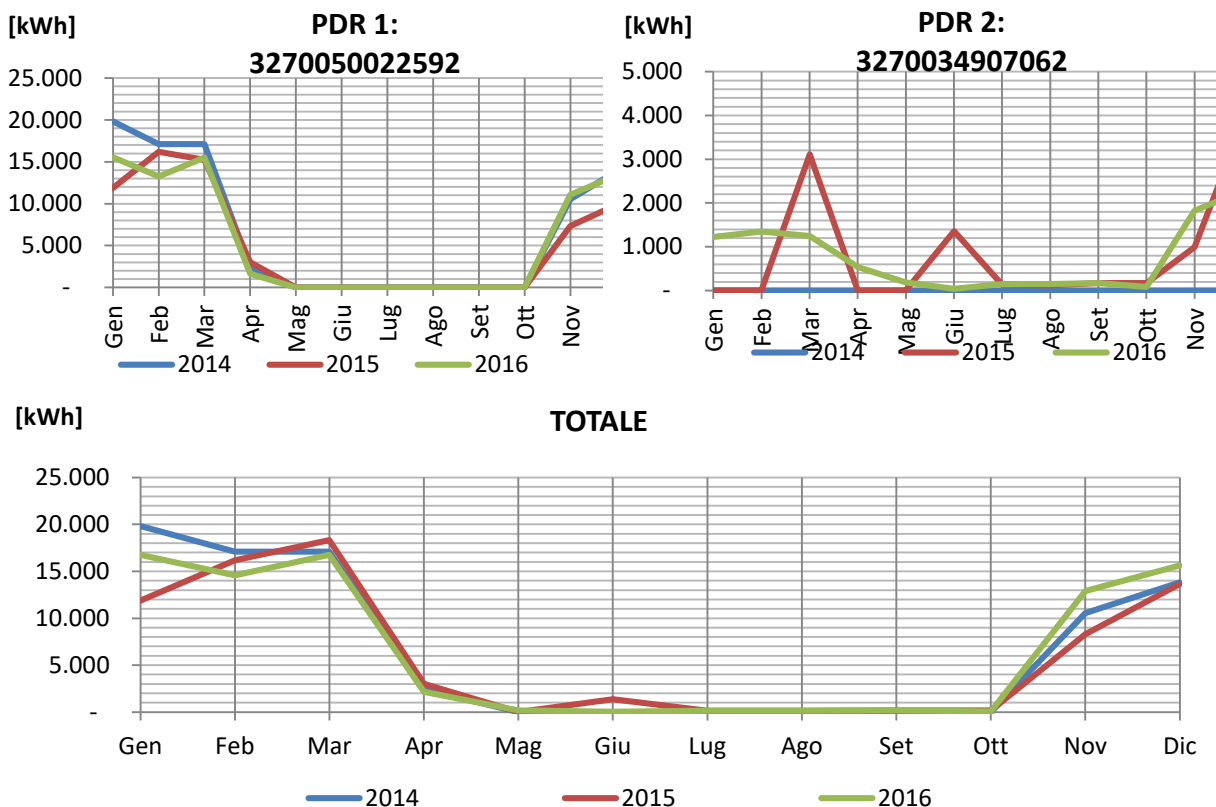 [kWh]
PDR 1:
3270050022592
25.000
20.000
15.000
10.000
5.000
-
Gen Feb Mar Apr Mag Giu Lug Ago Set Ott Nov
2014 2015 2016
[kWh]
PDR 2:
3270034907062
5.000
4.000
3.000
2.000
1.000
-
Gen Feb Mar Apr Mag Giu Lug Ago Set Ott Nov
2014 2015 2016
[kWh]
TOTALE
25.000
20.000
15.000
10.000
5.000
-
Gen Feb Mar Apr Mag Giu Lug Ago Set Ott Nov Dic
2014 2015 2016